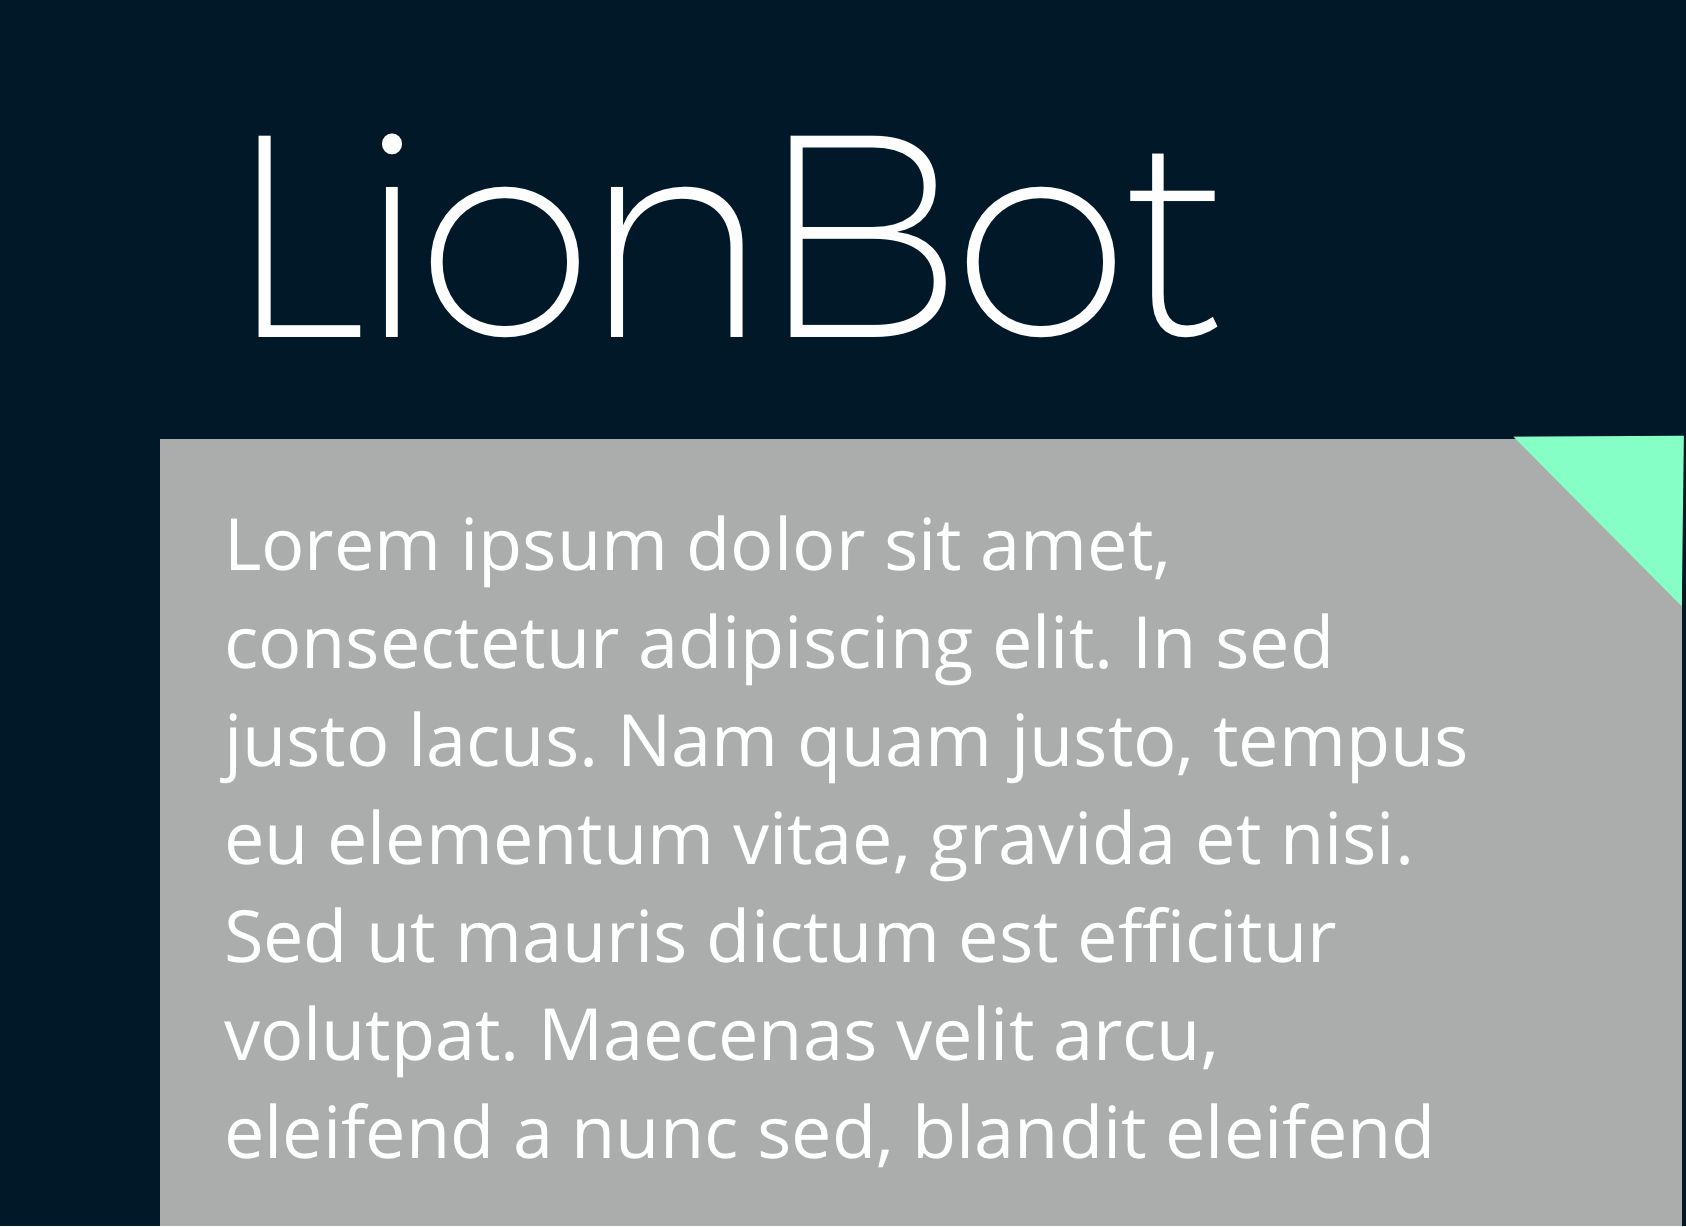 LionBot
Lorem ipsum dolor sit amet,
consectetur adipiscing elit. In sed
justo lacus. Nam quam justo, tempus
eu elementum vitae, gravida et nisi.
Sed ut mauris dictum est efficitur
volutpat. Maecenas velit arcu,
eleifend a nunc sed, blandit eleifend